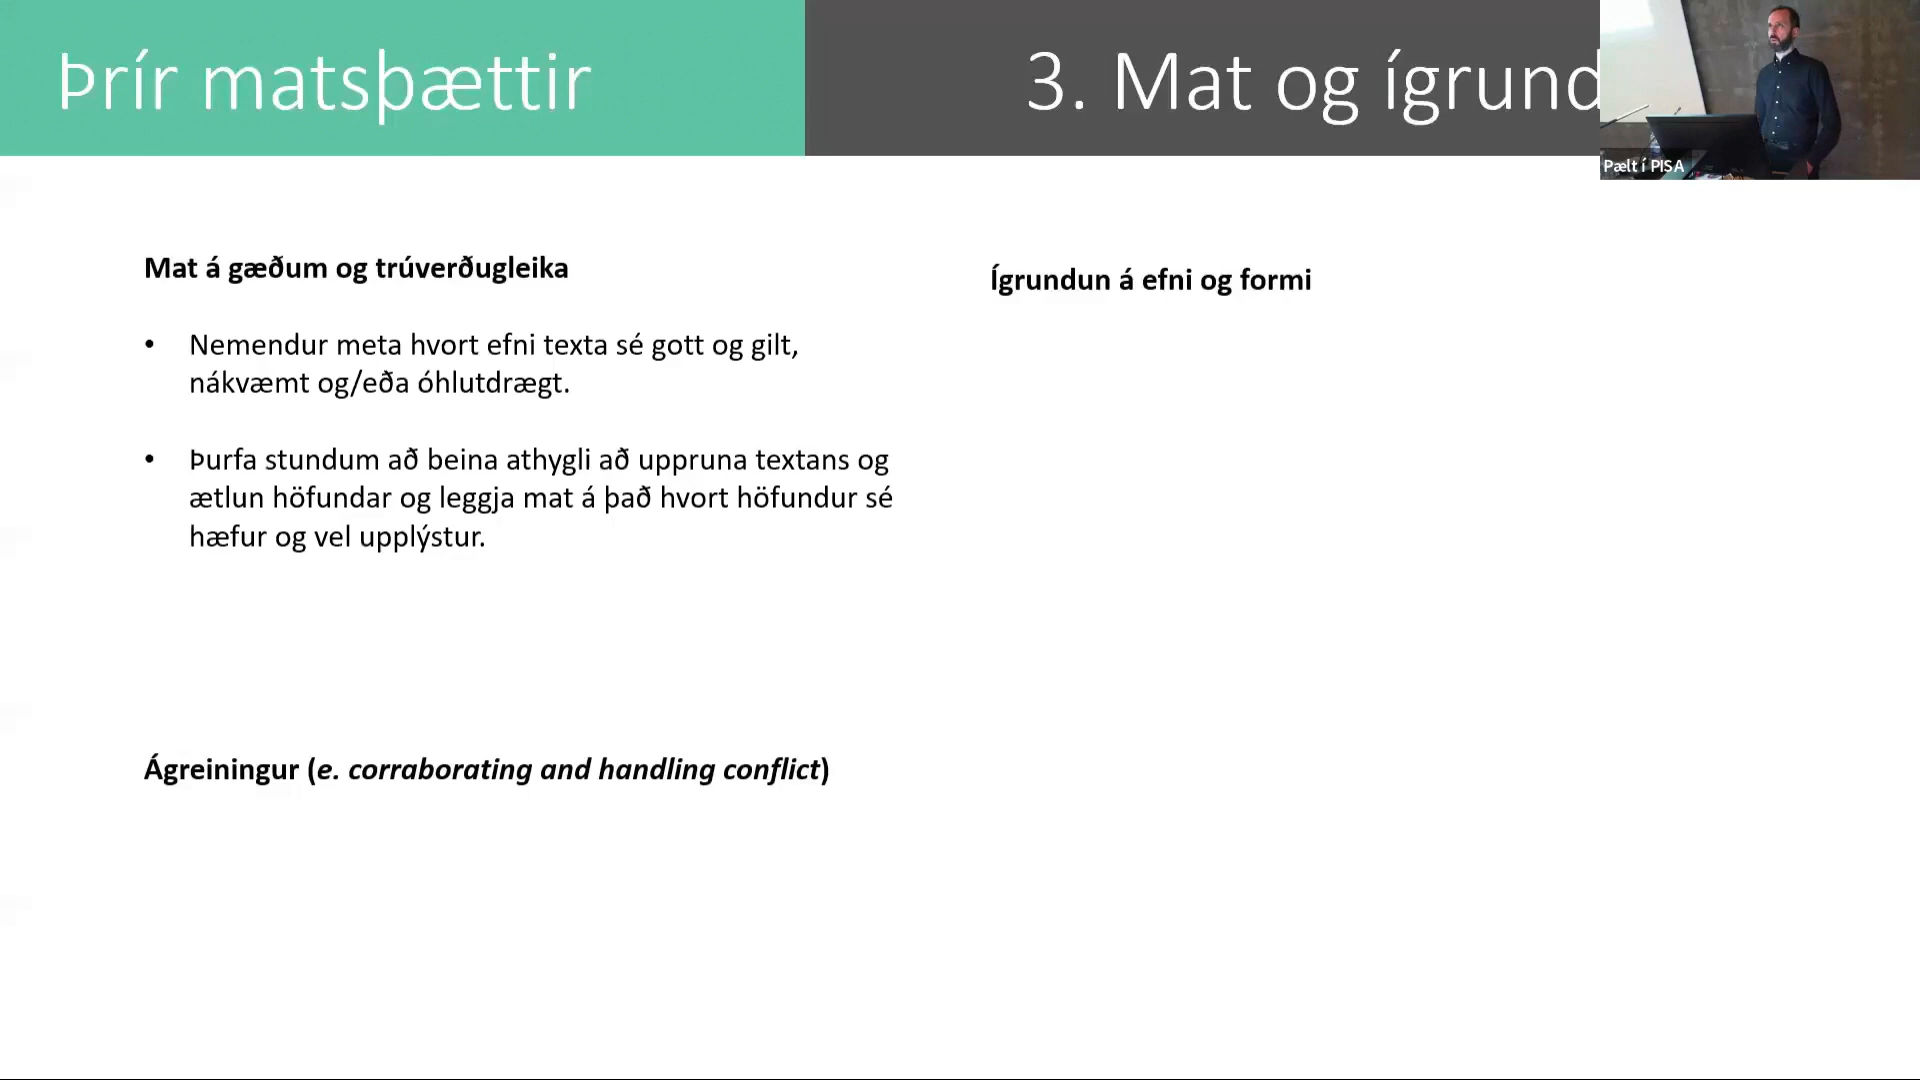 Þrír matsþættir
3. Mat og ígrund
Pælt í PISA
Mat á gæðum og trúverðugleika
• Nemendur meta hvort efni texta sé gott og gilt,
nákvæmt og/eða óhlutdrægt.
• Þurfa stundum að beina athygli að uppruna textans og
ætlun höfundar og leggja mat á það hvort höfundur sé
hæfur og vel upplýstur.
Ígrundun á efni og formi
Ágreiningur (e. corraborating and handling conflict)